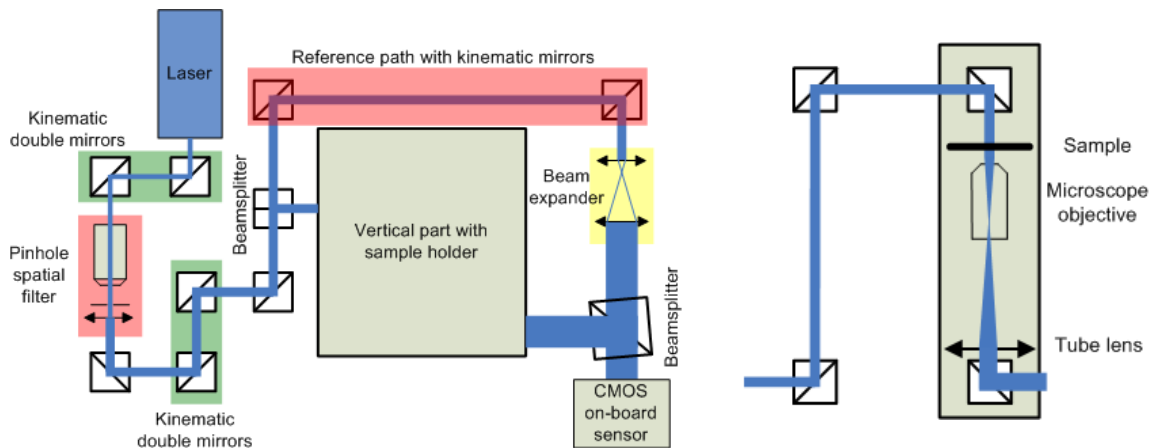 Laser
Reference path with kinematic mirrors
Kinematic
double mirrors
Beamsplitter
Beam
expander
Pinhole
spatial
filter
Vertical part with
sample holder
Beamsplitter
Kinematic
double mirrors
CMOS
on-board
sensor
Sample
Microscope
objective
Tube lens